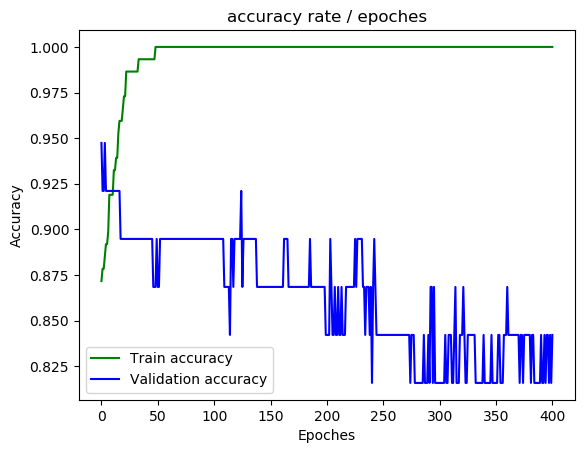 accuracy rate / epoches
1.000
0.975
0.950
0.925
0.900
0.875
0.850
0.825
Accuracy
Train accuracy
Validation accuracy
0 50 100 150 200 250 300 350 400
Epoches